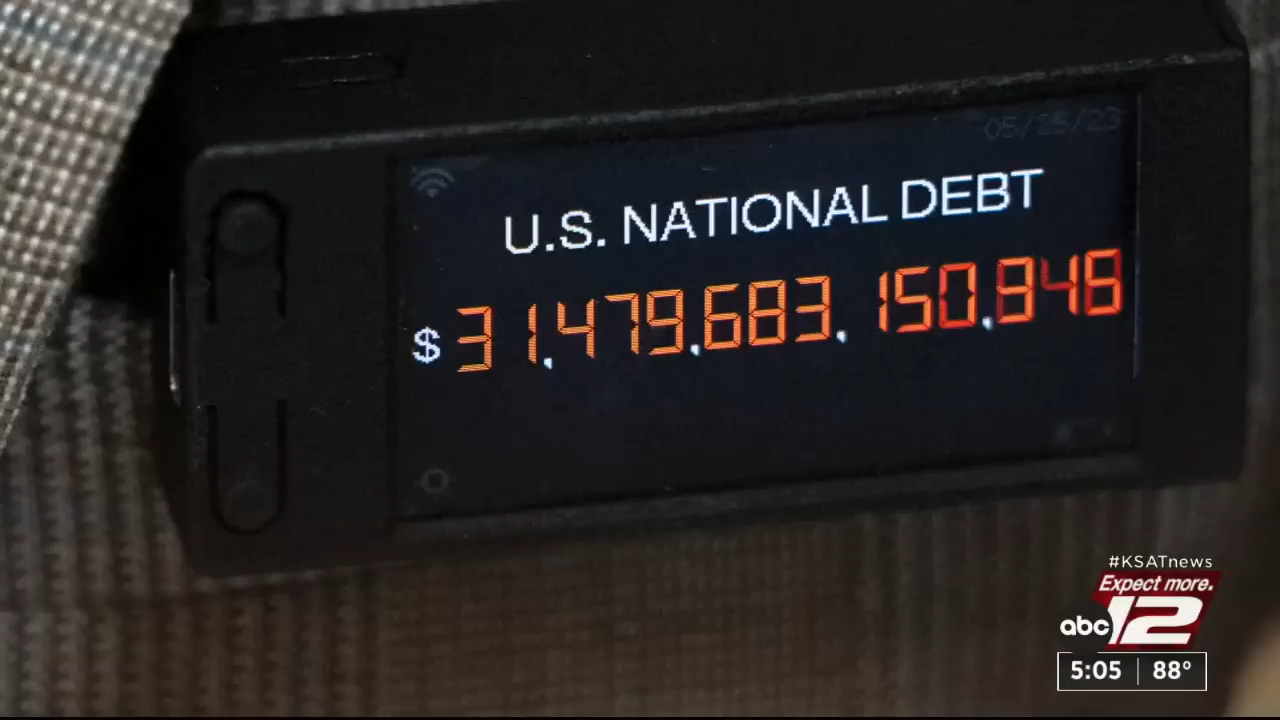 05/25/23
U.S. NATIONAL DEBT
$ 31,479,683,150,848
#KSATnews
Expect more.
abc 12
5:05 | 88°